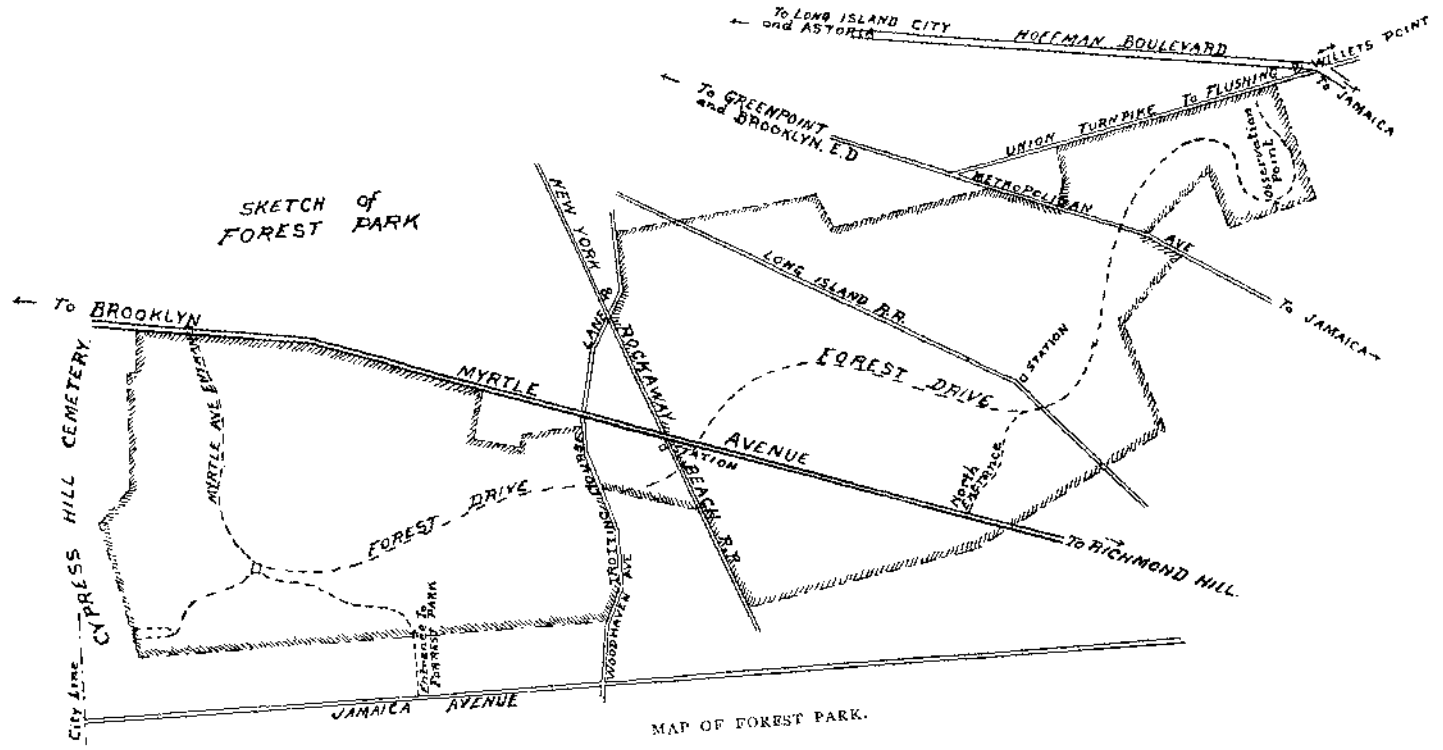 To LONG ISLAND CITY
and ASTORIA
HOFFMAN BOULEVARD
WILLETS POINT
To JAMAICA
To GREENPOINT
and BROOKLYN, E.D
UNION TURNPIKE To FLUSHING
Observation
Point
METROPOLITAN AVE
To JAMAICA
SKETCH of
FOREST PARK
NEW YORK & ROCKAWAY BEACH R.R.
LONG ISLAND R.R.
STATION
To BROOKLYN
MYRTLE AVENUE
To RICHMOND HILL.
LANE
FOREST DRIVE
STATION
North
Entrance
CYPRESS HILL CEMETERY.
MYRTLE AVE ENTRAN
FOREST DRIVE
WOODHAVEN AVE
Entrance To
FORREST PARK
JAMAICA AVENUE
City Line
MAP OF FOREST PARK.